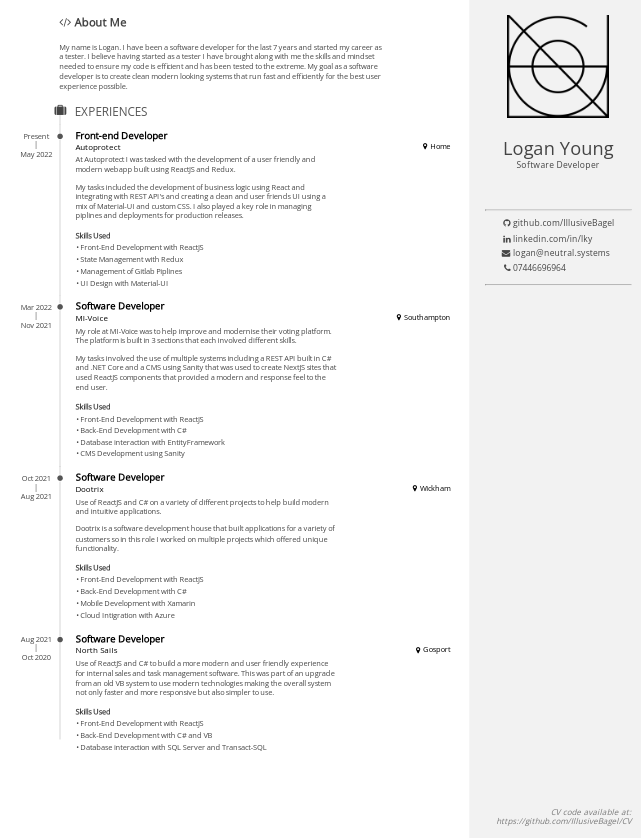 </> About Me
My name is Logan. I have been a software developer for the last 7 years and started my career as
a tester. I believe having started as a tester I have brought along with me the skills and mindset
needed to ensure my code is efficient and has been tested to the extreme. My goal as a software
developer is to create clean modern looking systems that run fast and efficiently for the best user
experience possible.
EXPERIENCES
Present
|
May 2022
Front-end Developer
Autoprotect
Home
At Autoprotect i was tasked with the development of a user friendly and
modern webapp built using ReactJS and Redux.
My tasks included the development of business logic using React and
integrating with REST API's and creating a clean and user friends UI using a
mix of Material-UI and custom CSS. I also played a key role in managing
piplines and deployments for production releases.
Skills Used
• Front-End Development with ReactJS
• State Management with Redux
• Management of Gitlab Piplines
• UI Design with Material-UI
Mar 2022
|
Nov 2021
Software Developer
MI-Voice
Southampton
My role at MI-Voice was to help improve and modernise their voting platform.
The platform is built in 3 sections that each involved different skills.
My tasks involved the use of multiple systems including a REST API built in C#
and .NET Core and a CMS using Sanity that was used to create NextJS sites that
used ReactJS components that provided a modern and response feel to the
end user.
Skills Used
• Front-End Development with ReactJS
• Back-End Development with C#
• Database interaction with EntityFramework
• CMS Development using Sanity
Oct 2021
|
Aug 2021
Software Developer
Dootrix
Wickham
Use of ReactJS and C# on a variety of different projects to help build modern
and intuitive applications.
Dootrix is a software development house that built applications for a variety of
customers so in this role i worked on multiple projects which offered unique
functionality.
Skills Used
• Front-End Development with ReactJS
• Back-End Development with C#
• Mobile Development with Xamarin
• Cloud Intigration with Azure
Aug 2021
|
Oct 2020
Software Developer
North Sails
Gosport
Use of ReactJS and C# to build a more modern and user friendly experience
for internal sales and task management software. This was part of an upgrade
from an old VB system to use modern technologies making the overall system
not only faster and more responsive but also simpler to use.
Skills Used
• Front-End Development with ReactJS
• Back-End Development with C# and VB
• Database interaction with SQL Server and Transact-SQL
Logan Young
Software Developer
github.com/IllusiveBagel
linkedin.com/in/lky
logan@neutral.systems
07446696964
CV code available at:
https://github.com/IllusiveBagel/CV